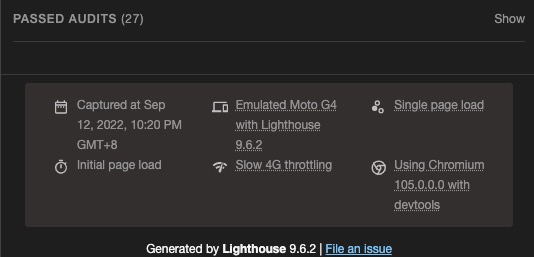 PASSED AUDITS (27)
Show
Captured at Sep
12, 2022, 10:20 PM
GMT+8
Emulated Moto G4
with Lighthouse
9.6.2
Single page load
Initial page load
Slow 4G throttling
Using Chromium
105.0.0.0 with
devtools
Generated by Lighthouse 9.6.2 | File an issue